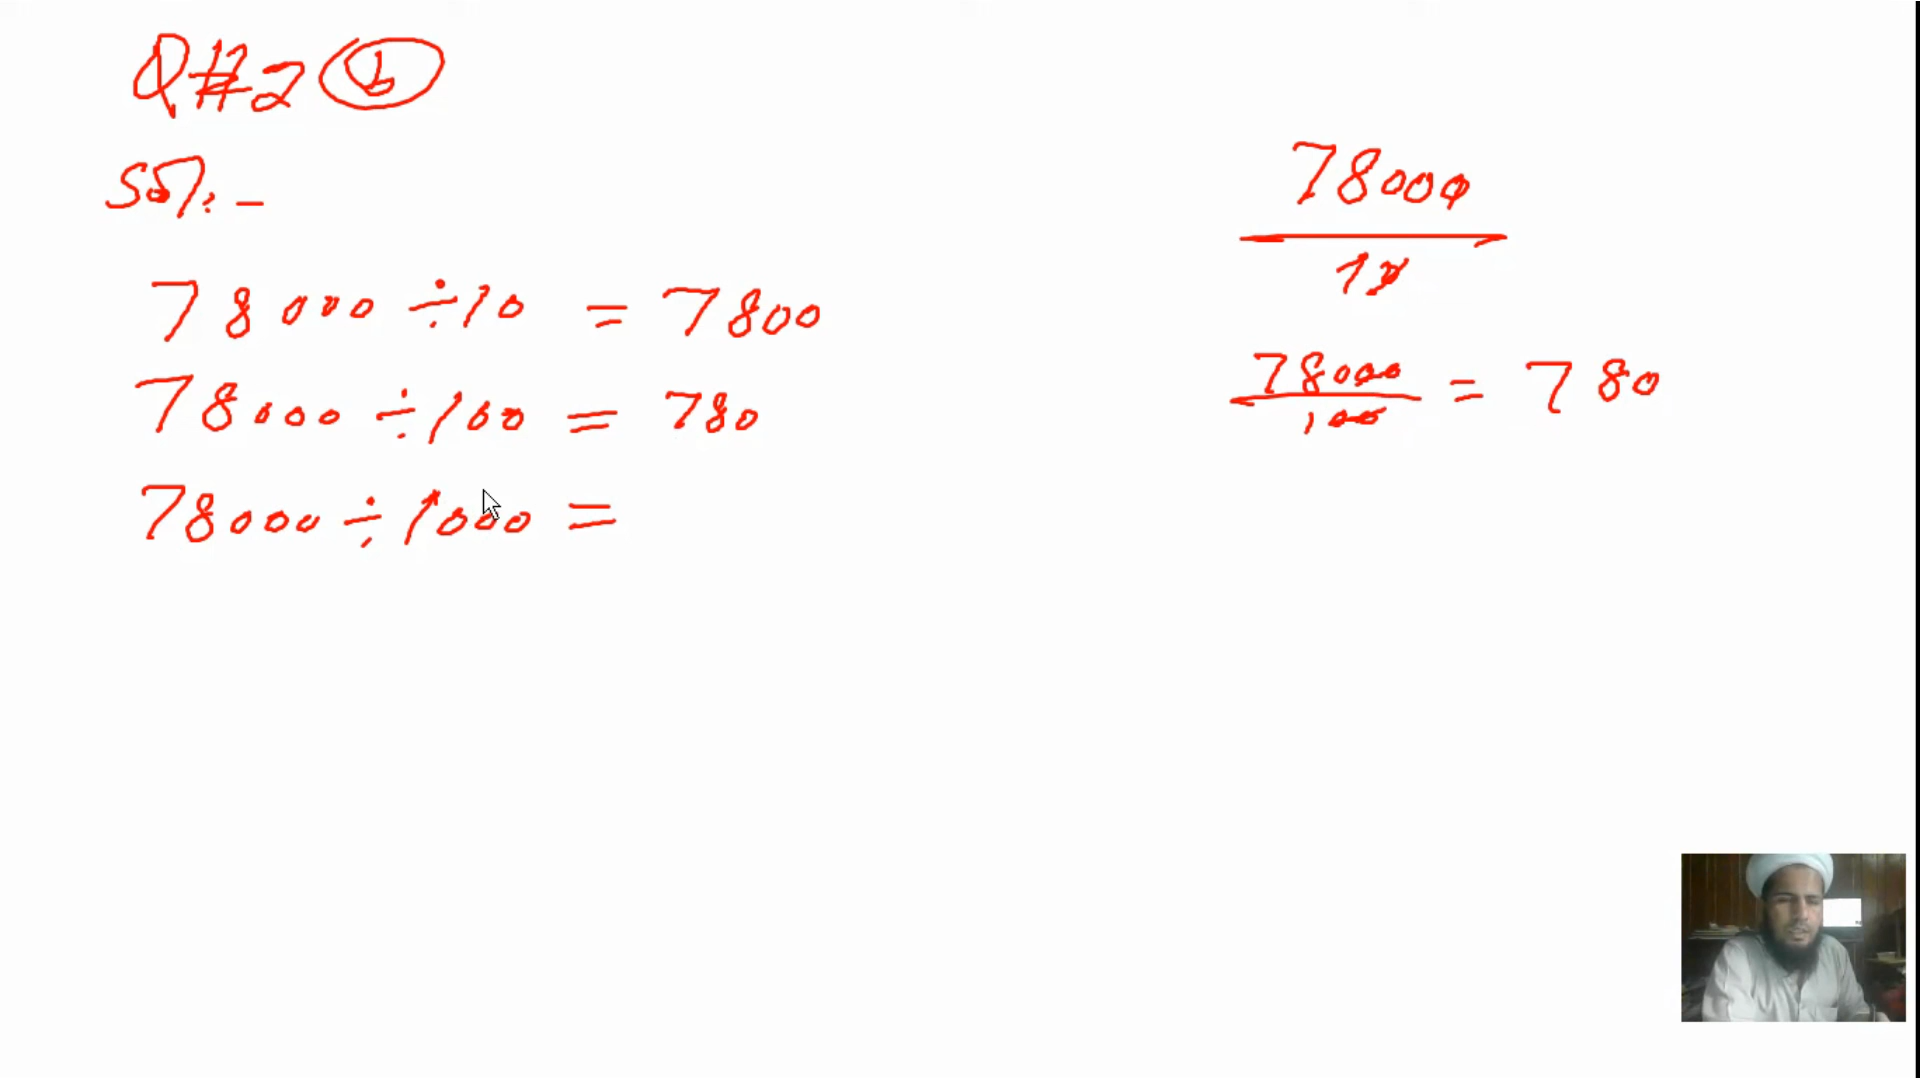 Q#2 b
Sol:-
78000 ÷ 10 = 7800
78000 ÷ 100 = 780
78000 ÷ 1000 =
78000
10
78000
100 = 780